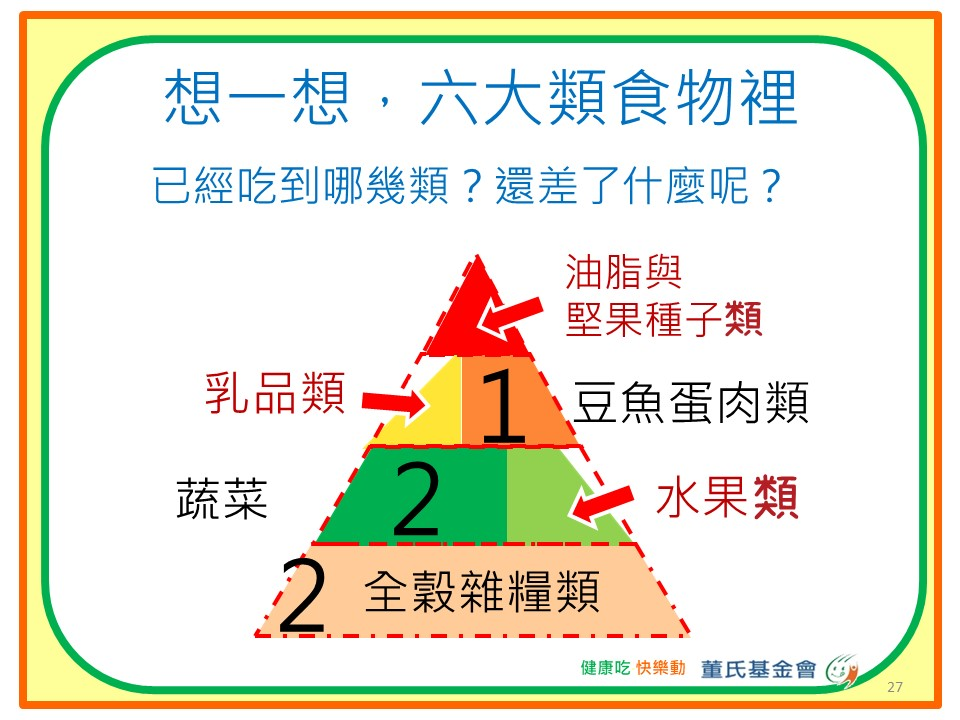 想一想，六大類食物裡
已經吃到哪幾類？還差了什麼呢？
油脂與
堅果種子類
乳品類
1
豆魚蛋肉類
蔬菜
2
水果類
2
全穀雜糧類
健康吃 快樂動 董氏基金會
27